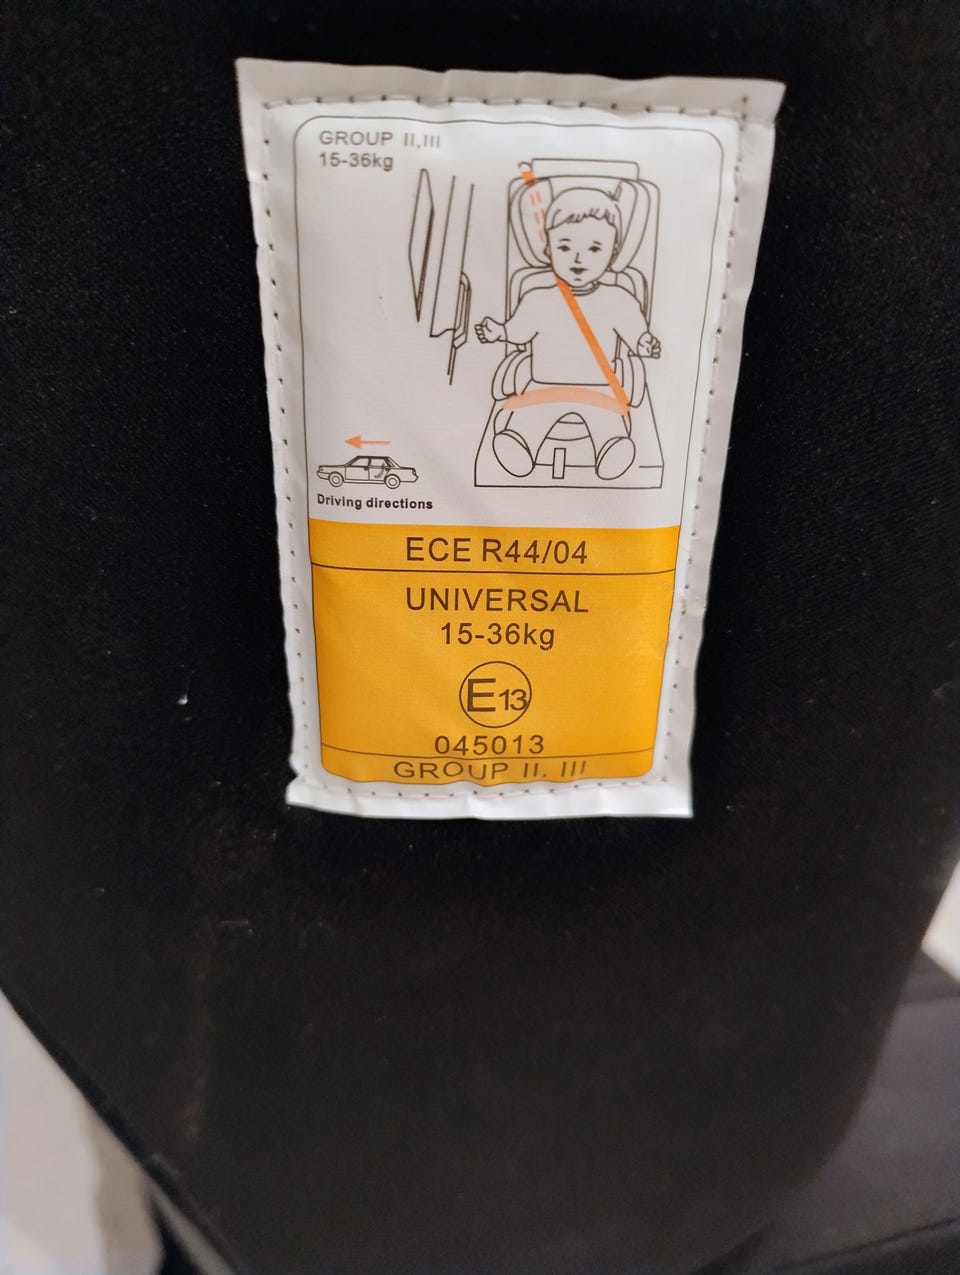 GROUP II,III
15-36kg
Driving directions
ECE R44/04
UNIVERSAL
15-36kg
E13
045013
GROUP II. III